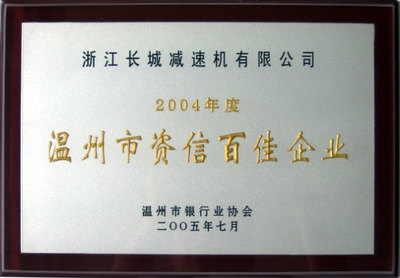 浙江长城减速机有限公司
2004年度
温州市资信百佳企业
温州市银行业协会
二〇〇五年七月